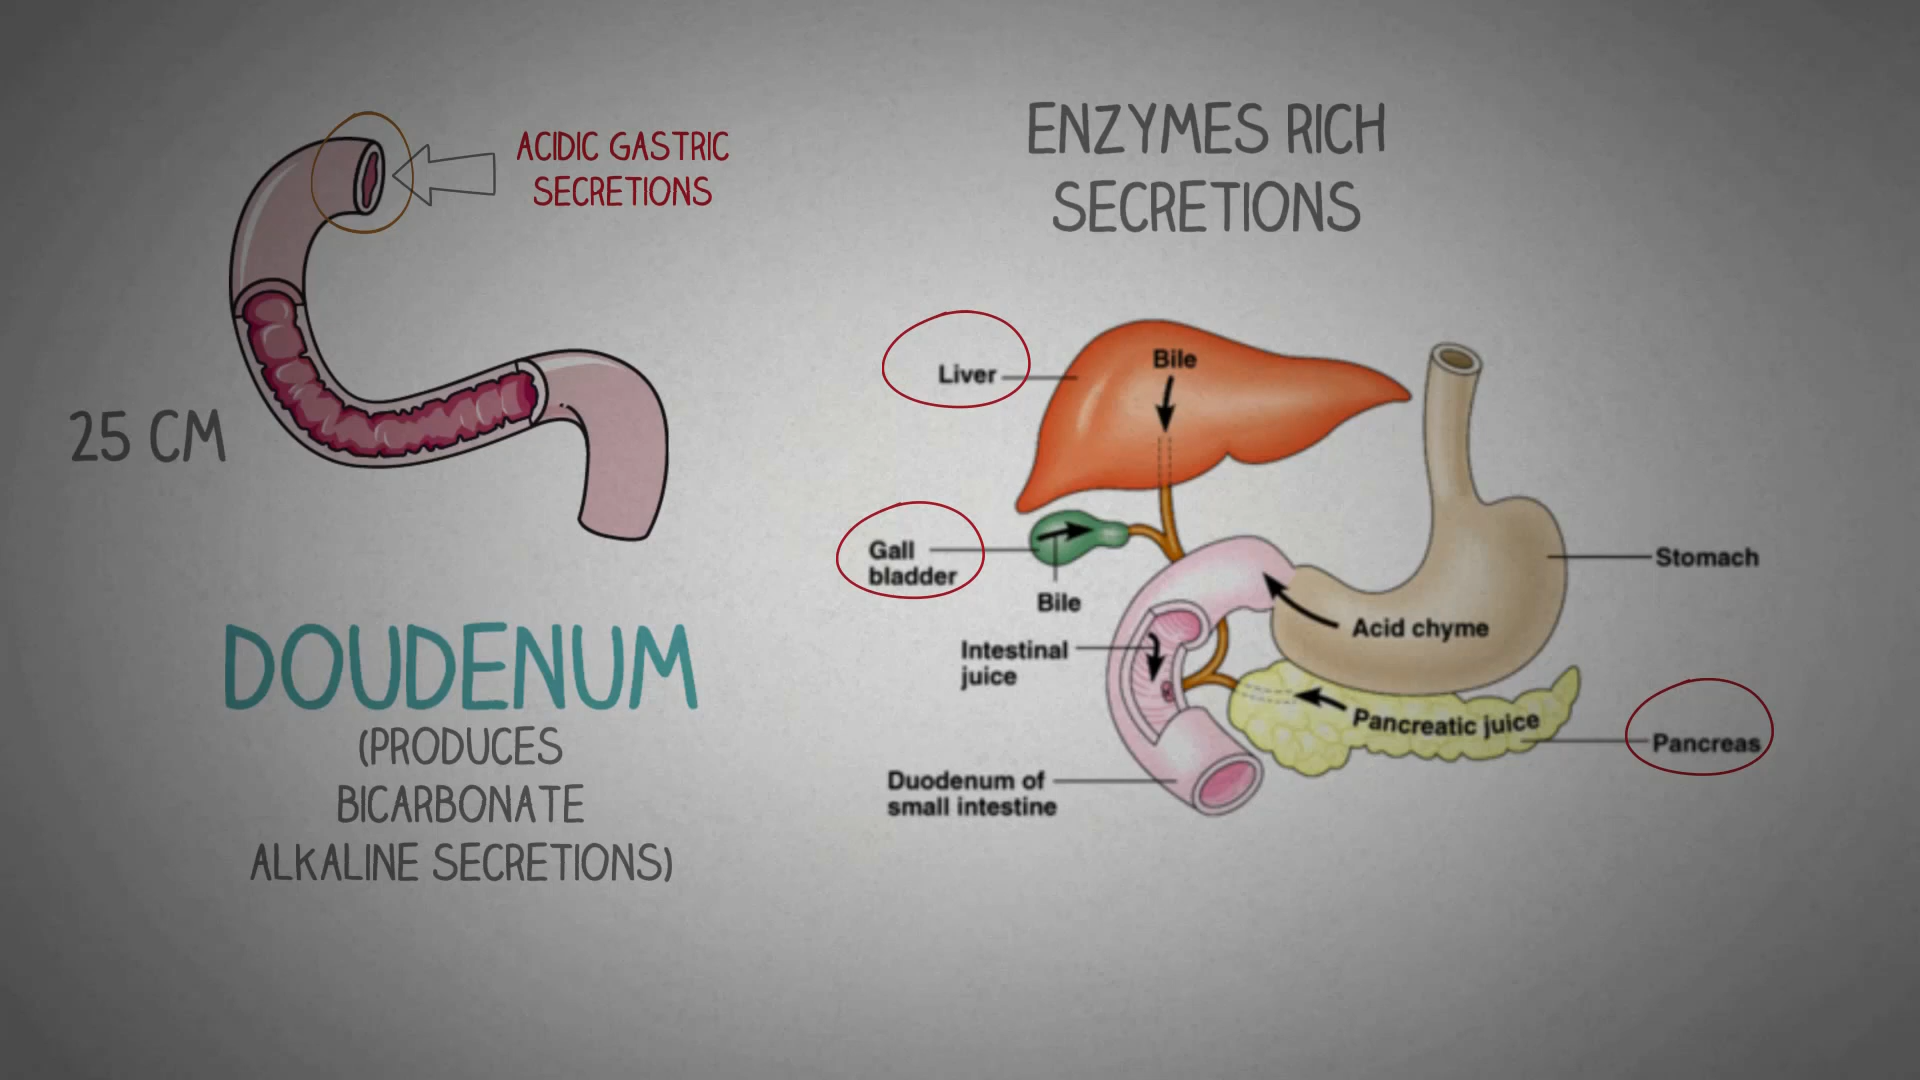 ACIDIC GASTRIC
SECRETIONS
25 CM
DOUDENUM
(PRODUCES
BICARBONATE
ALKALINE SECRETIONS)
ENZYMES RICH
SECRETIONS
Liver
Bile
Gall
bladder
Bile
Stomach
Acid chyme
Intestinal
juice
Pancreatic juice
Pancreas
Duodenum of
small intestine